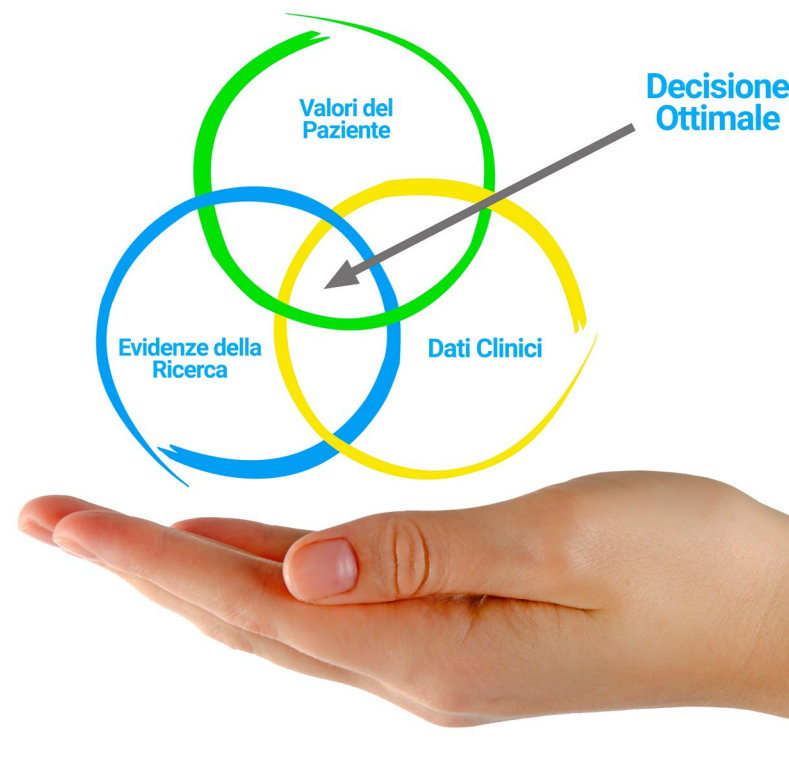 Valori del
Paziente
Decisione
Ottimale
Evidenze della
Ricerca
Dati Clinici